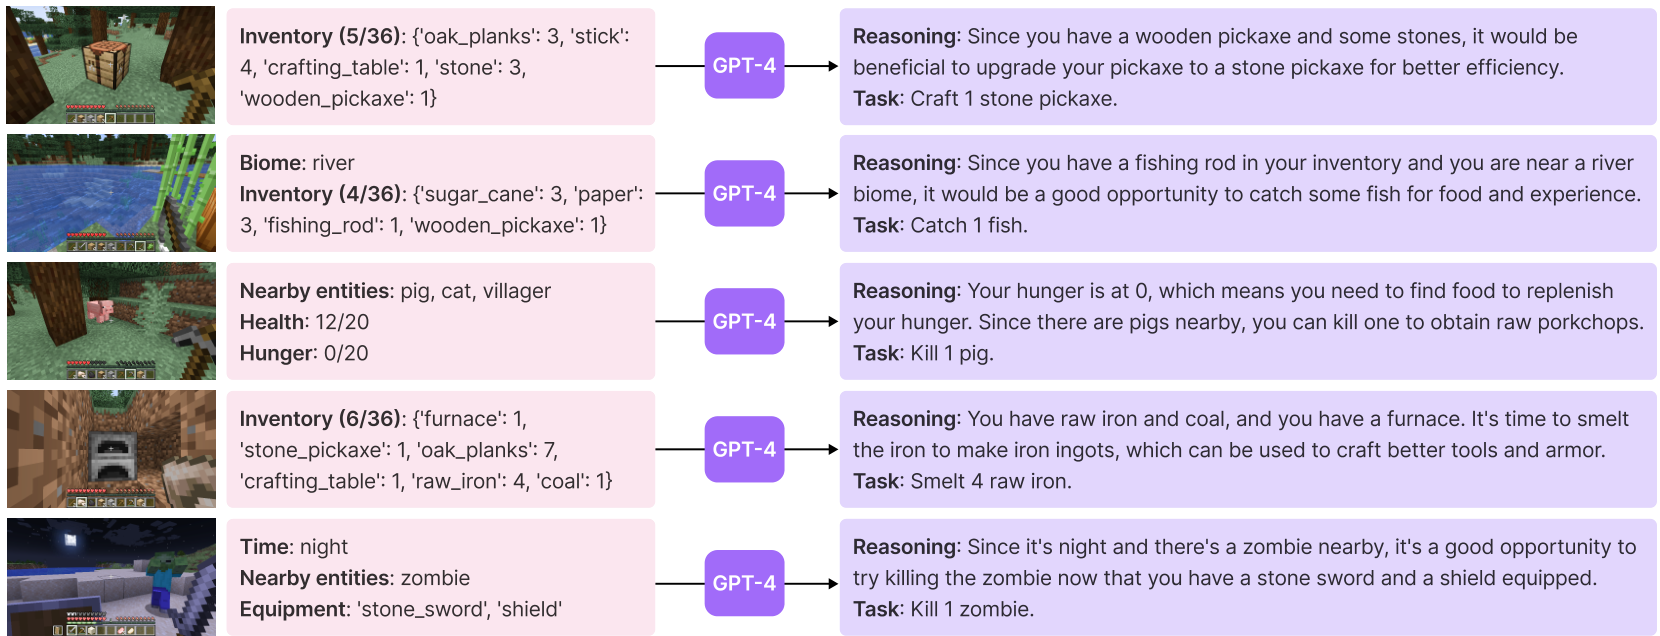 Inventory (5/36): {'oak_planks': 3, 'stick':
4, 'crafting_table': 1, 'stone': 3,
'wooden_pickaxe': 1}
GPT-4
Reasoning: Since you have a wooden pickaxe and some stones, it would be
beneficial to upgrade your pickaxe to a stone pickaxe for better efficiency.
Task: Craft 1 stone pickaxe.
Biome: river
Inventory (4/36): {'sugar_cane': 3, 'paper':
3, 'fishing_rod': 1, 'wooden_pickaxe': 1}
GPT-4
Reasoning: Since you have a fishing rod in your inventory and you are near a river
biome, it would be a good opportunity to catch some fish for food and experience.
Task: Catch 1 fish.
Nearby entities: pig, cat, villager
Health: 12/20
Hunger: 0/20
GPT-4
Reasoning: Your hunger is at 0, which means you need to find food to replenish
your hunger. Since there are pigs nearby, you can kill one to obtain raw porkchops.
Task: Kill 1 pig.
Inventory (6/36): {'furnace': 1,
'stone_pickaxe': 1, 'oak_planks': 7,
'crafting_table': 1, 'raw_iron': 4, 'coal': 1}
GPT-4
Reasoning: You have raw iron and coal, and you have a furnace. It's time to smelt
the iron to make iron ingots, which can be used to craft better tools and armor.
Task: Smelt 4 raw iron.
Time: night
Nearby entities: zombie
Equipment: 'stone_sword', 'shield'
GPT-4
Reasoning: Since it's night and there's a zombie nearby, it's a good opportunity to
try killing the zombie now that you have a stone sword and a shield equipped.
Task: Kill 1 zombie.